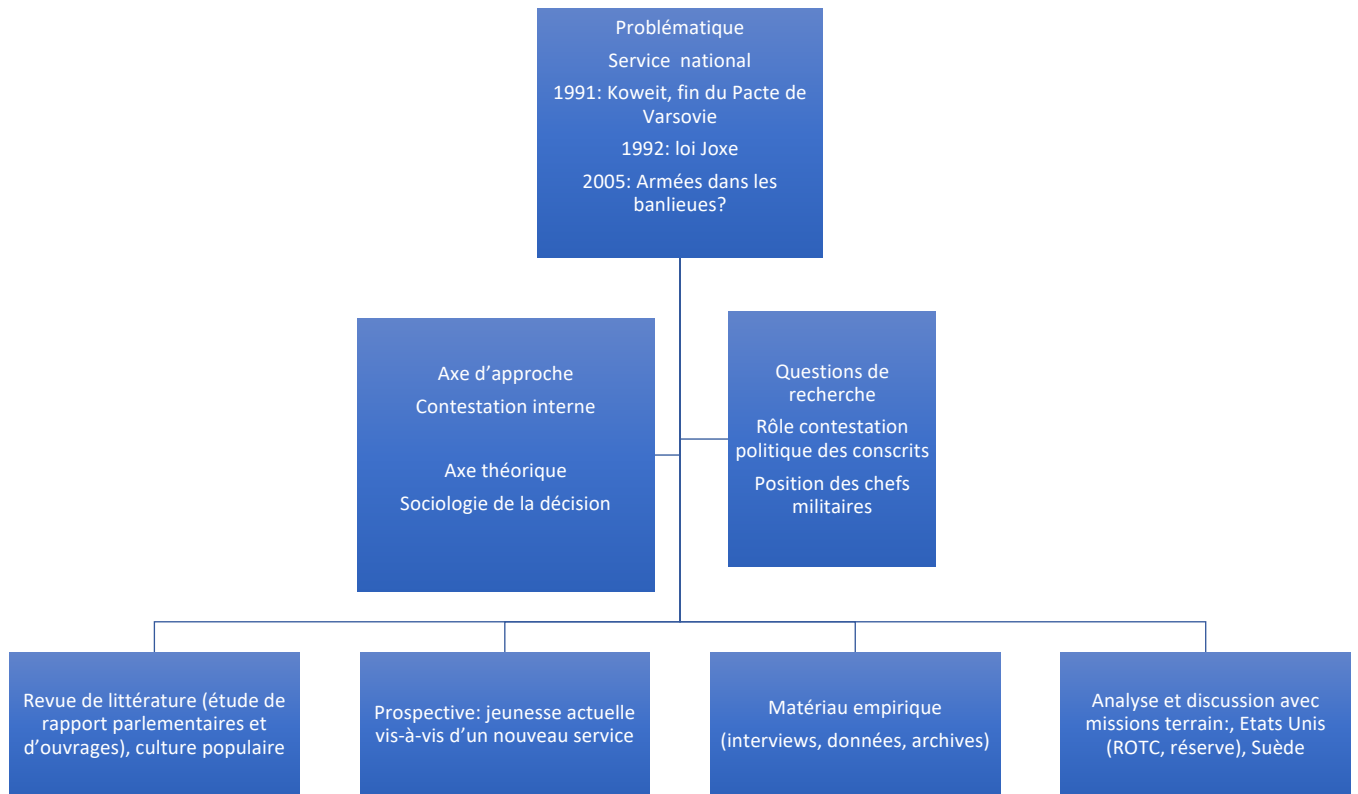 Problématique
Service  national
1991: Koweit, fin du Pacte de
Varsovie
1992: loi Joxe
2005: Armées dans les
banlieues?
Axe d’approche
Contestation interne
Axe théorique
Sociologie de la décision
Questions de
recherche
Rôle contestation
politique des conscrits
Position des chefs
militaires
Revue de littérature (étude de
rapport parlementaires et
d’ouvrages), culture populaire
Prospective: jeunesse actuelle
vis-à-vis d’un nouveau service
Matériau empirique
(interviews, données, archives)
Analyse et discussion avec
missions terrain:, Etats Unis
(ROTC, réserve), Suède